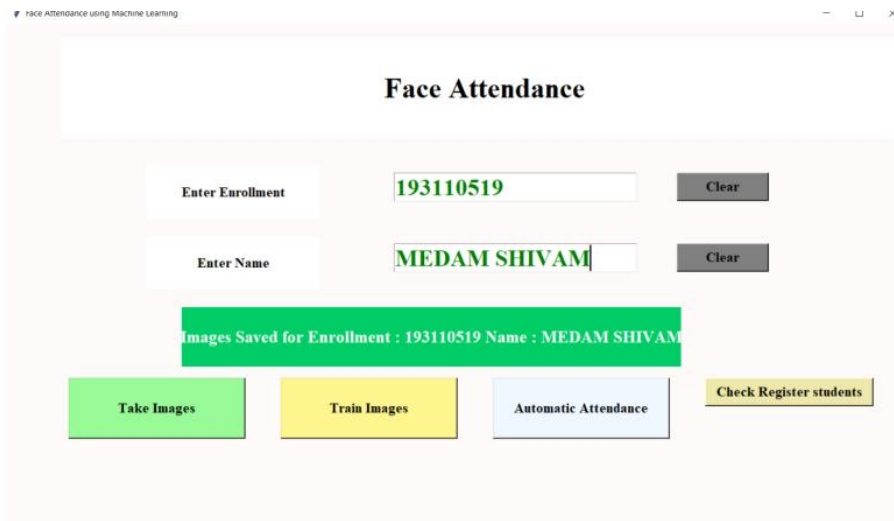 Face Attendance using Machine Learning
Face Attendance
Enter Enrollment
193110519
Clear
Enter Name
MEDAM SHIVAM
Clear
Images Saved for Enrollment : 193110519 Name : MEDAM SHIVAM
Take Images
Train Images
Automatic Attendance
Check Register students